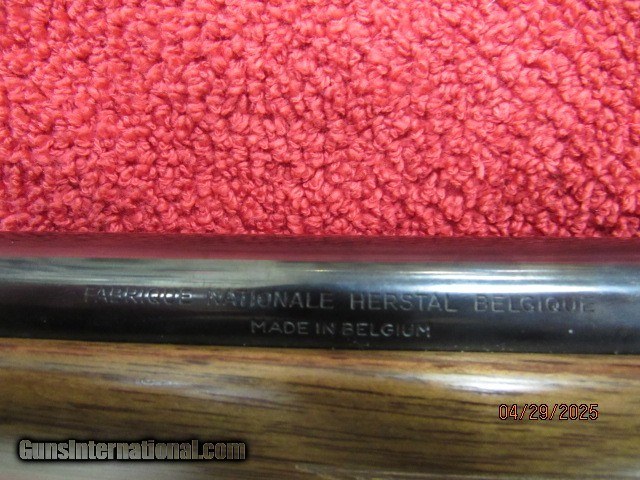 FABRIQUE NATIONALE HERSTAL BELGIQUE
MADE IN BELGIUM
04/29/2025
GunsInternational.com